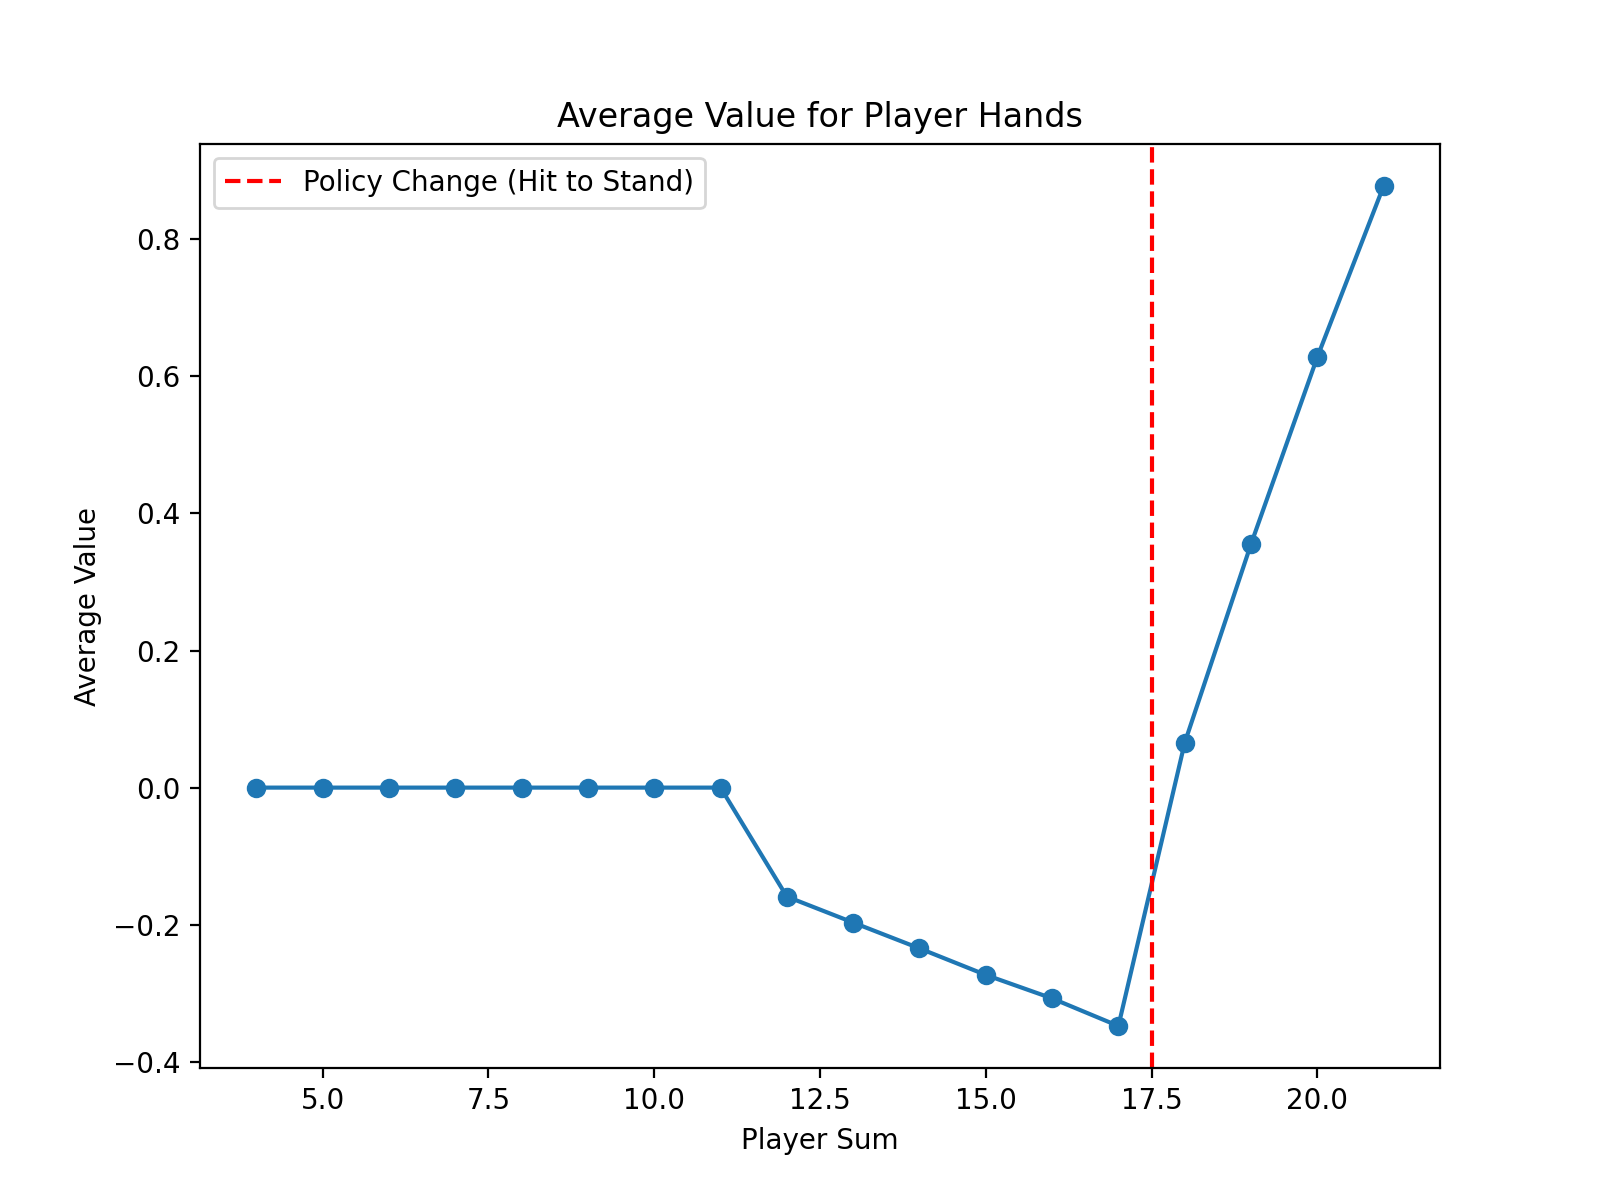 Average Value for Player Hands
Policy Change (Hit to Stand)
Average Value
0.8
0.6
0.4
0.2
0.0
−0.2
−0.4
5.0 7.5 10.0 12.5 15.0 17.5 20.0
Player Sum